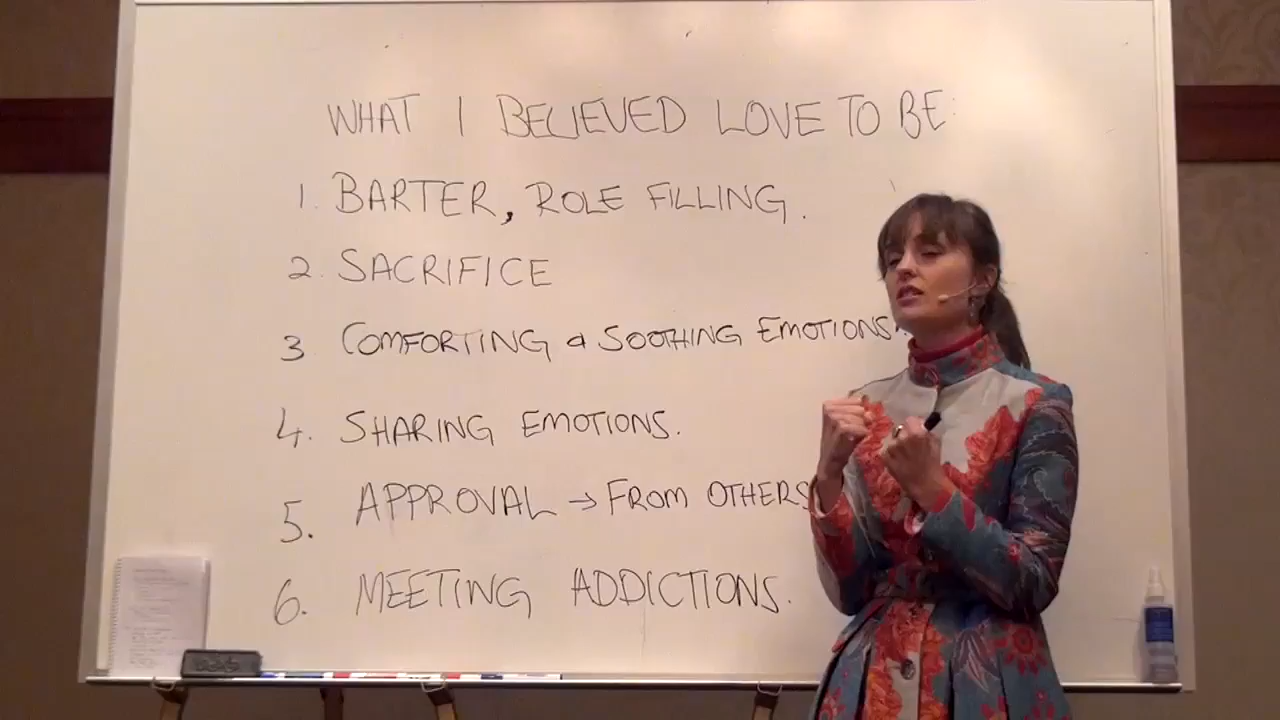 WHAT I BELIEVED LOVE TO BE:
1. BARTER, ROLE FILLING.
2. SACRIFICE
3 COMFORTING & SOOTHING EMOTIONS.
4. SHARING EMOTIONS.
5. APPROVAL → FROM OTHERS
6. MEETING ADDICTIONS.